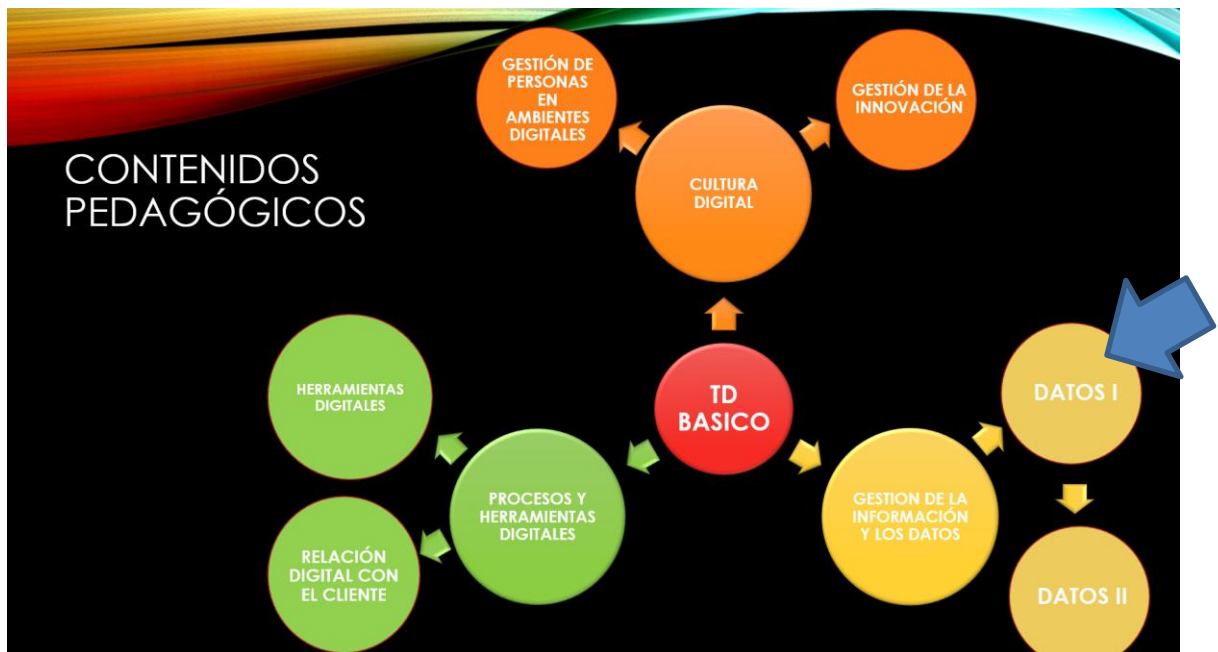 CONTENIDOS
PEDAGÓGICOS
GESTIÓN DE
PERSONAS
EN
AMBIENTES
DIGITALES
GESTIÓN DE LA
INNOVACIÓN
CULTURA
DIGITAL
TD
BASICO
HERRAMIENTAS
DIGITALES
PROCESOS Y
HERRAMIENTAS
DIGITALES
RELACIÓN
DIGITAL CON
EL CLIENTE
GESTION DE LA
INFORMACIÓN
Y LOS DATOS
DATOS I
DATOS II